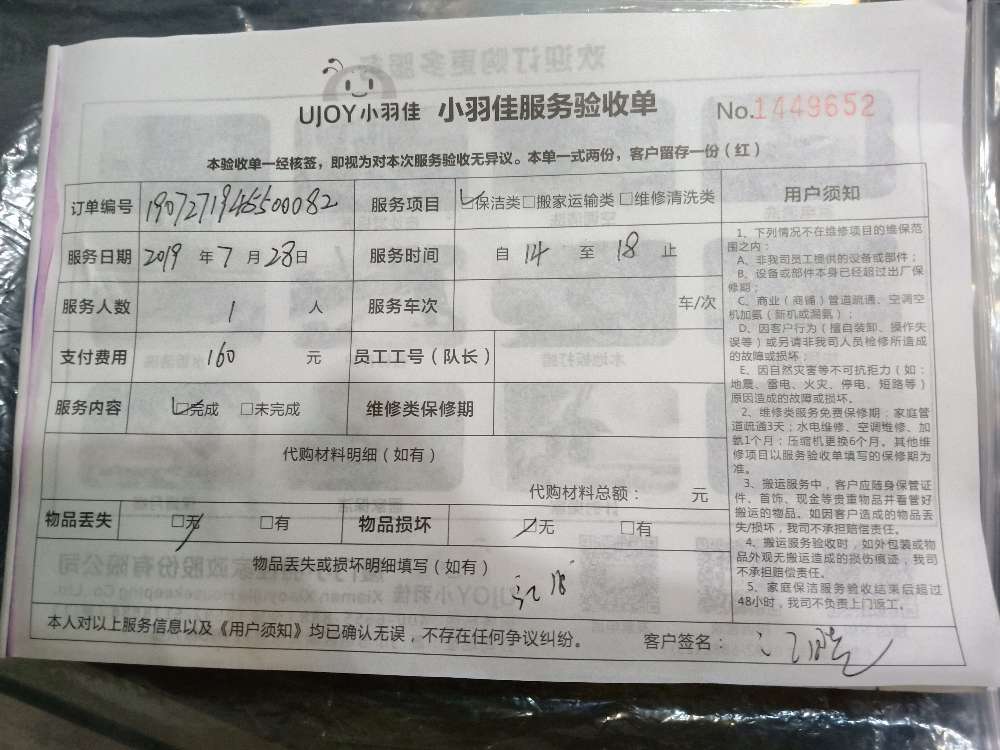 UJOY小羽佳 小羽佳服务验收单 No.1449652
本验收单一经核签，即视为对本次服务验收无异议。本单一式两份，客户留存一份（红）
订单编号 19072719465500082 服务项目 ☑保洁类□搬家运输类□维修清洗类
服务日期 2019 年 7 月 28 日 服务时间 自 14 至 18 止
服务人数 1 人 服务车次 车/次
支付费用 160 元 员工工号（队长）
服务内容 ☑完成 □未完成 维修类保修期
代购材料明细（如有）
代购材料总额： 元
物品丢失 ☑无 □有 物品损坏 ☑无 □有
物品丢失或损坏明细填写（如有）
本人对以上服务信息以及《用户须知》均已确认无误，不存在任何争议纠纷。 客户签名：
用户须知
1、下列情况不在维修项目的维保范
围之内：
A、非我司员工提供的设备或部件；
B、设备或部件本身已经超过出厂保
修期；
C、商业（商铺）管道疏通、空调空
机加氨（新机或漏氨）；
D、因客户行为（擅自装卸、操作失
误等）或另请非我司人员检修所造成
的故障或损坏；
E、因自然灾害等不可抗拒力（如：
地震、雷电、火灾、停电、短路等）
原因造成的故障或损坏。
2、维修类服务免费保修期：家庭管
道疏通3天；水电维修、空调维修、加
氨1个月；压缩机更换6个月。其他维
修项目以服务验收单填写的保修期为
准。
3、搬运服务中，客户应随身保管证
件、首饰、现金等贵重物品并看管好
搬运的物品。如因客户造成的物品丢
失/损坏，我司不承担赔偿责任。
4、搬运服务验收时，如外包装或物
品外观无搬运造成的损伤痕迹，我司
不承担赔偿责任。
5、家庭保洁服务验收结束后超过
48小时，我司不负责上门返工。